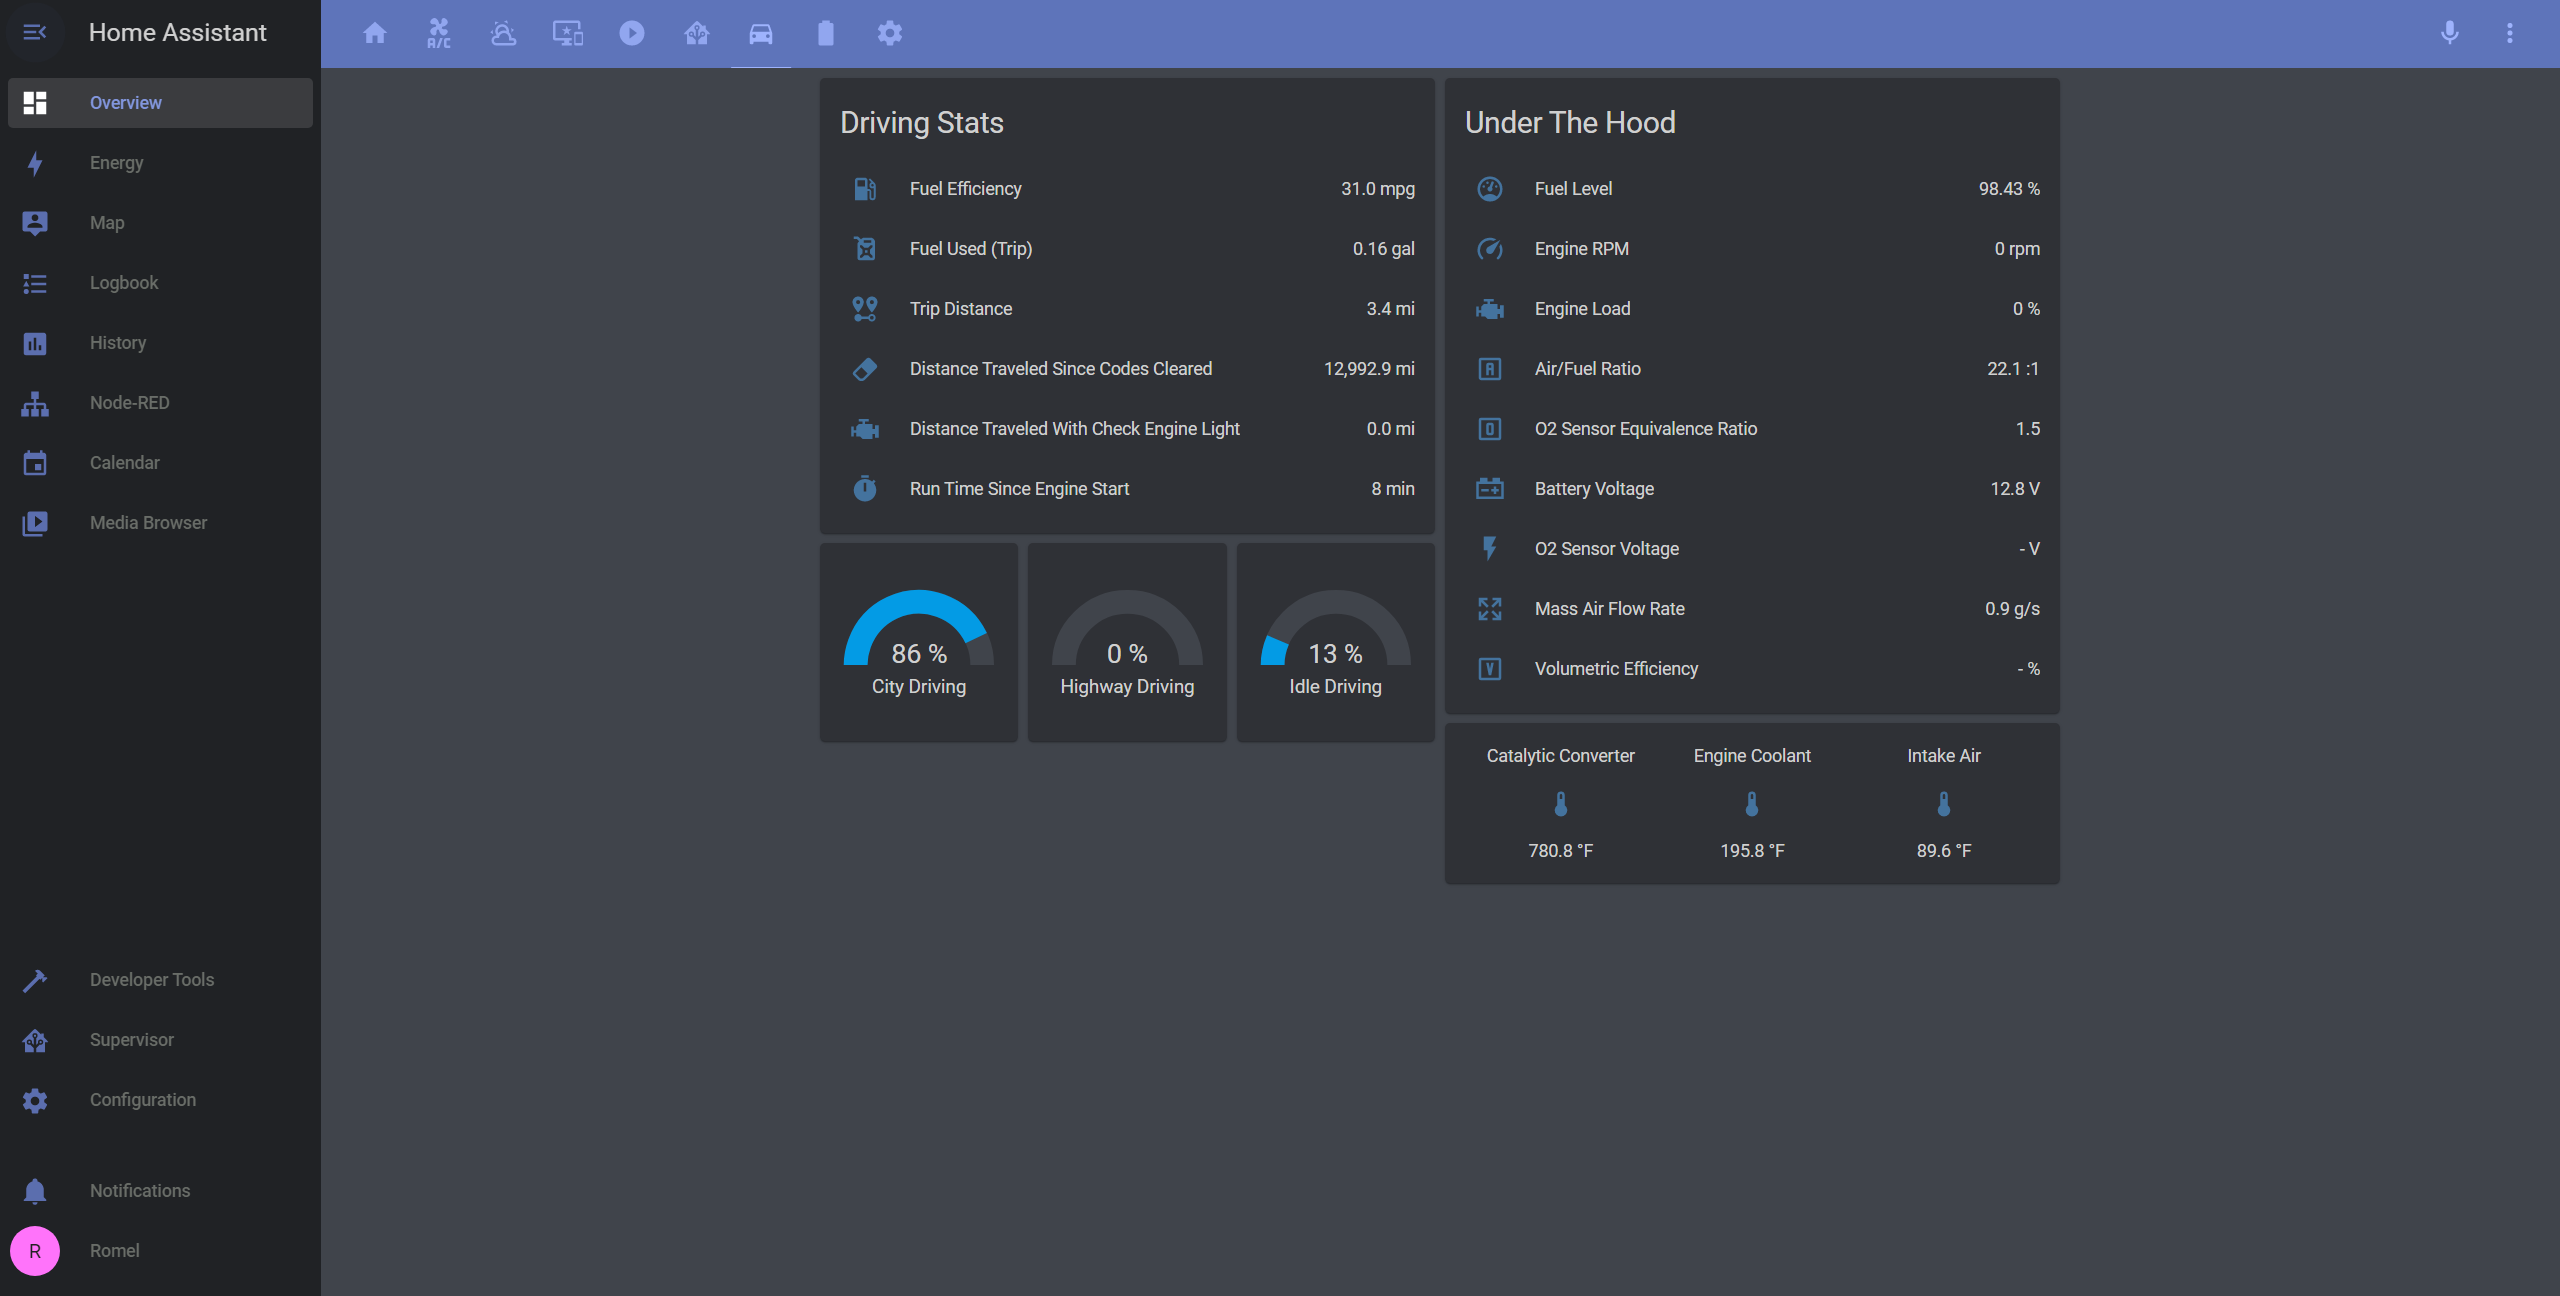 Home Assistant
A/C
Overview
Energy
Map
Logbook
History
Node-RED
Calendar
Media Browser
Developer Tools
Supervisor
Configuration
Notifications
R Romel
Driving Stats
Fuel Efficiency 31.0 mpg
Fuel Used (Trip) 0.16 gal
Trip Distance 3.4 mi
Distance Traveled Since Codes Cleared 12,992.9 mi
Distance Traveled With Check Engine Light 0.0 mi
Run Time Since Engine Start 8 min
86 % 0 % 13 %
City Driving Highway Driving Idle Driving
Under The Hood
Fuel Level 98.43 %
Engine RPM 0 rpm
Engine Load 0 %
A Air/Fuel Ratio 22.1 :1
O O2 Sensor Equivalence Ratio 1.5
Battery Voltage 12.8 V
O2 Sensor Voltage - V
Mass Air Flow Rate 0.9 g/s
V Volumetric Efficiency - %
Catalytic Converter Engine Coolant Intake Air
780.8 °F 195.8 °F 89.6 °F